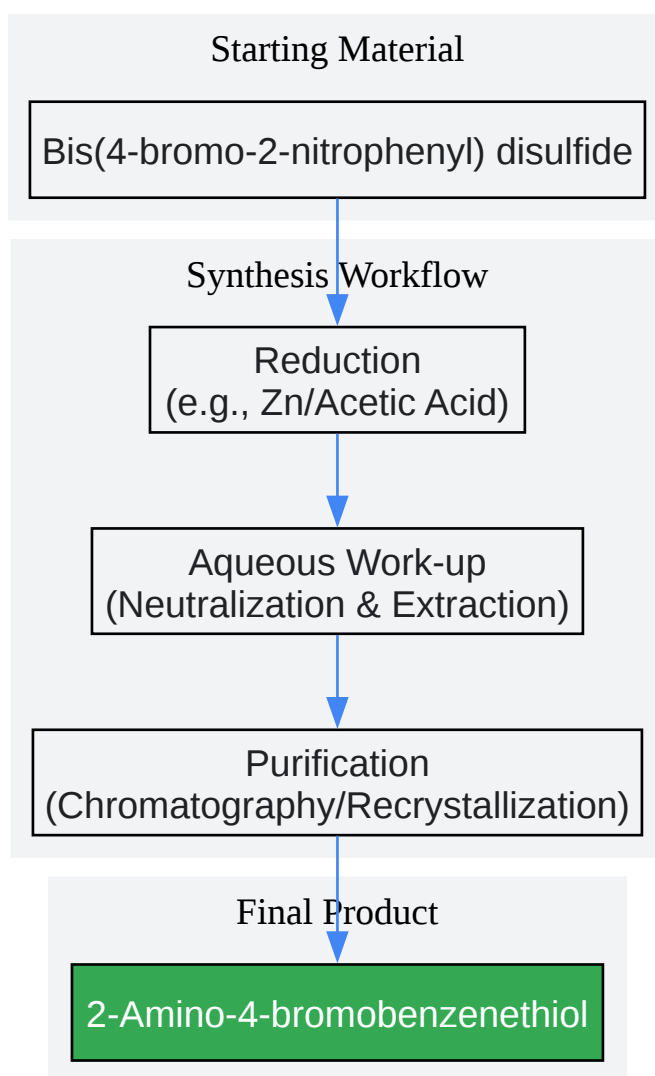 Starting Material
Bis(4-bromo-2-nitrophenyl) disulfide
Synthesis Workflow
Reduction
(e.g., Zn/Acetic Acid)
Aqueous Work-up
(Neutralization & Extraction)
Purification
(Chromatography/Recrystallization)
Final Product
2-Amino-4-bromobenzenethiol